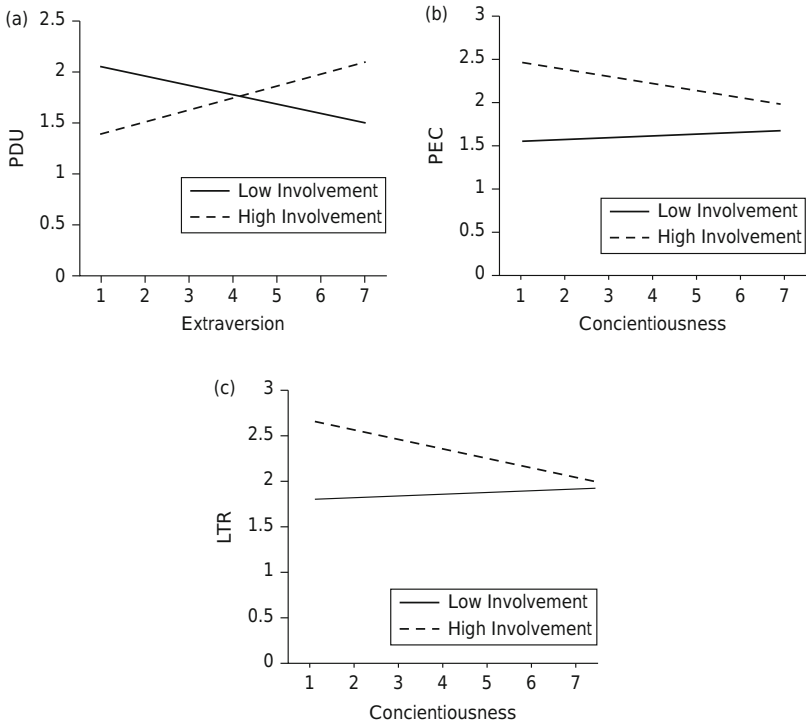 (a)
2.5
2
1.5
1
0.5
0
PDU
1 2 3 4 5 6 7
Extraversion
Low Involvement
High Involvement
(b)
3
2.5
2
1.5
1
0.5
0
PEC
1 2 3 4 5 6 7
Concientiousness
Low Involvement
High Involvement
(c)
3
2.5
2
1.5
1
0.5
0
LTR
1 2 3 4 5 6 7
Concientiousness
Low Involvement
High Involvement